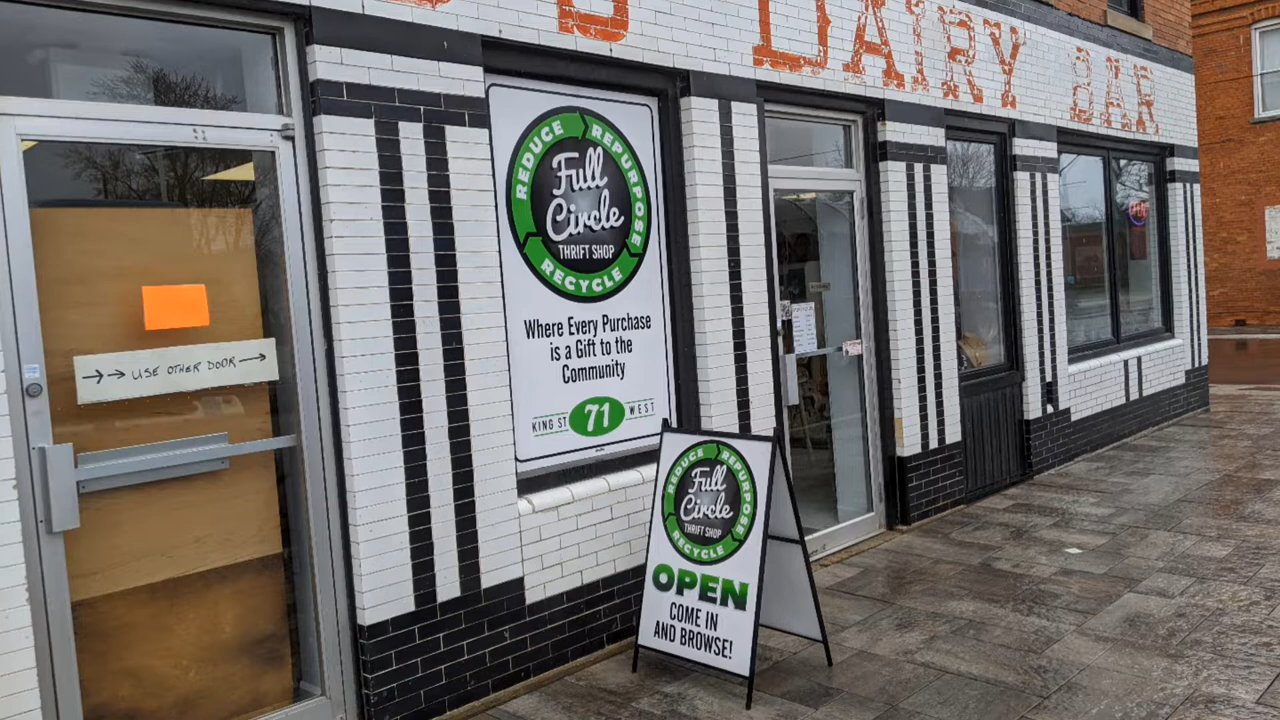 DAIRY BAR
REDUCE
REPURPOSE
RECYCLE
Full
Circle
THRIFT SHOP
Where Every Purchase
is a Gift to the
Community
KING ST 71 WEST
→→ USE OTHER DOOR →
REDUCE
REPURPOSE
RECYCLE
Full
Circle
THRIFT SHOP
OPEN
COME IN
AND BROWSE!